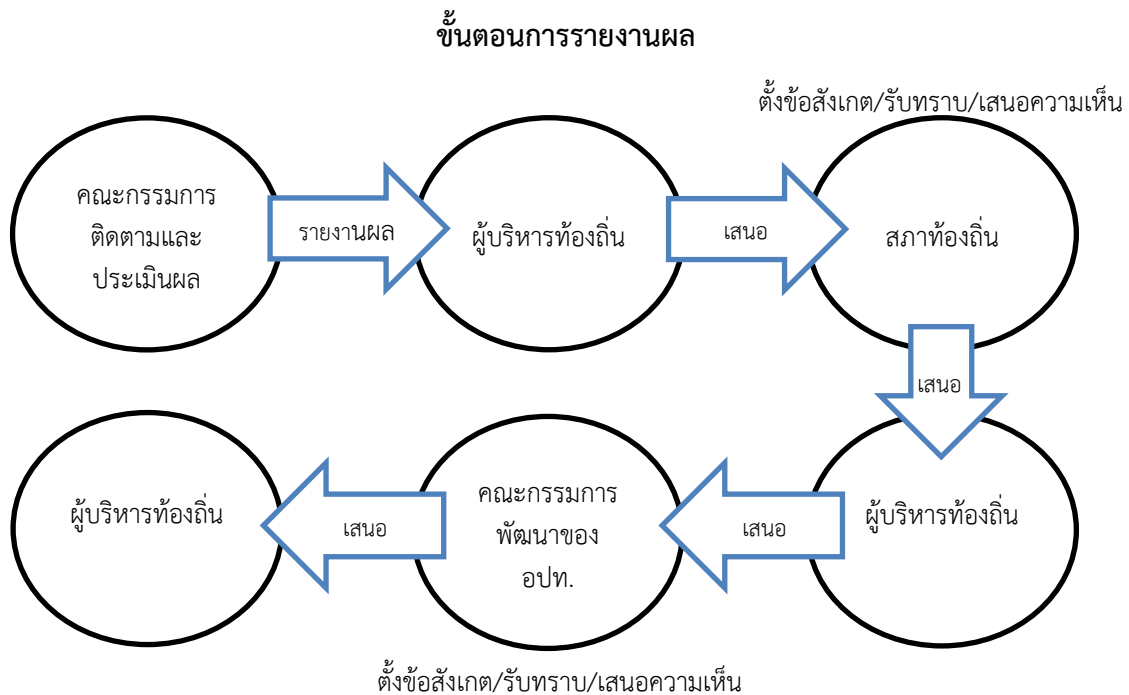 ขั้นตอนการรายงานผล
ตั้งข้อสังเกต/รับทราบ/เสนอความเห็น
คณะกรรมการ
ติดตามและ
ประเมินผล
รายงานผล
ผู้บริหารท้องถิ่น
เสนอ
สภาท้องถิ่น
เสนอ
ผู้บริหารท้องถิ่น
เสนอ
คณะกรรมการ
พัฒนาของ
อปท.
เสนอ
ผู้บริหารท้องถิ่น
ตั้งข้อสังเกต/รับทราบ/เสนอความเห็น